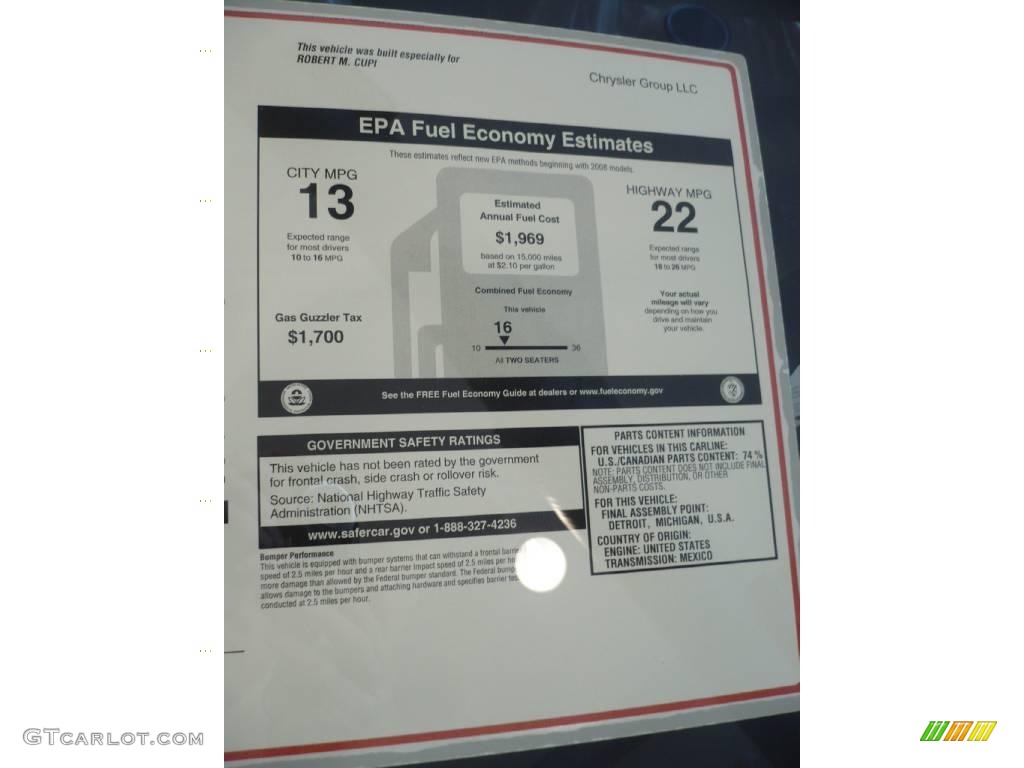 This vehicle was built especially for
ROBERT M. CUPI
Chrysler Group LLC
EPA Fuel Economy Estimates
These estimates reflect new EPA methods beginning with 2008 models.
CITY MPG
13
Expected range
for most drivers
10 to 16 MPG
Gas Guzzler Tax
$1,700
Estimated
Annual Fuel Cost
$1,969
based on 15,000 miles
at $2.10 per gallon
Combined Fuel Economy
This vehicle
16
10 36
All TWO SEATERS
HIGHWAY MPG
22
Expected range
for most drivers
18 to 26 MPG
Your actual
mileage will vary
depending on how you
drive and maintain
your vehicle.
See the FREE Fuel Economy Guide at dealers or www.fueleconomy.gov
GOVERNMENT SAFETY RATINGS
This vehicle has not been rated by the government
for frontal crash, side crash or rollover risk.
Source: National Highway Traffic Safety
Administration (NHTSA).
www.safercar.gov or 1-888-327-4236
PARTS CONTENT INFORMATION
FOR VEHICLES IN THIS CARLINE:
U.S./CANADIAN PARTS CONTENT: 74 %
NOTE: PARTS CONTENT DOES NOT INCLUDE FINAL
ASSEMBLY, DISTRIBUTION, OR OTHER
NON-PARTS COSTS.
FOR THIS VEHICLE:
FINAL ASSEMBLY POINT:
DETROIT, MICHIGAN, U.S.A.
COUNTRY OF ORIGIN:
ENGINE: UNITED STATES
TRANSMISSION: MEXICO
Bumper Performance
This vehicle is equipped with bumper systems that can withstand a frontal barrier
speed of 2.5 miles per hour and a rear barrier impact speed of 2.5 miles per
more damage than allowed by the Federal bumper standard. The Federal
allows damage to the bumpers and attaching hardware and specifies barrier
conducted at 2.5 miles per hour.
GTCARLOT.COM